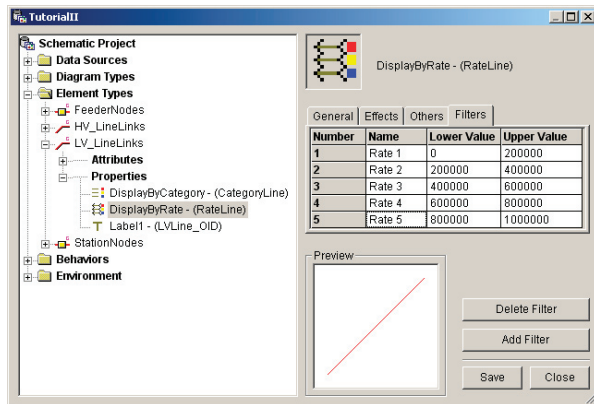 TutorialII
Schematic Project
Data Sources
Diagram Types
Element Types
FeederNodes
HV_LineLinks
LV_LineLinks
Attributes
Properties
DisplayByCategory - (CategoryLine)
DisplayByRate - (RateLine)
Label1 - (LVLine_OID)
StationNodes
Behaviors
Environment
DisplayByRate - (RateLine)
General Effects Others Filters
Number Name Lower Value Upper Value
1 Rate 1 0 200000
2 Rate 2 200000 400000
3 Rate 3 400000 600000
4 Rate 4 600000 800000
5 Rate 5 800000 1000000
Preview
Delete Filter
Add Filter
Save Close